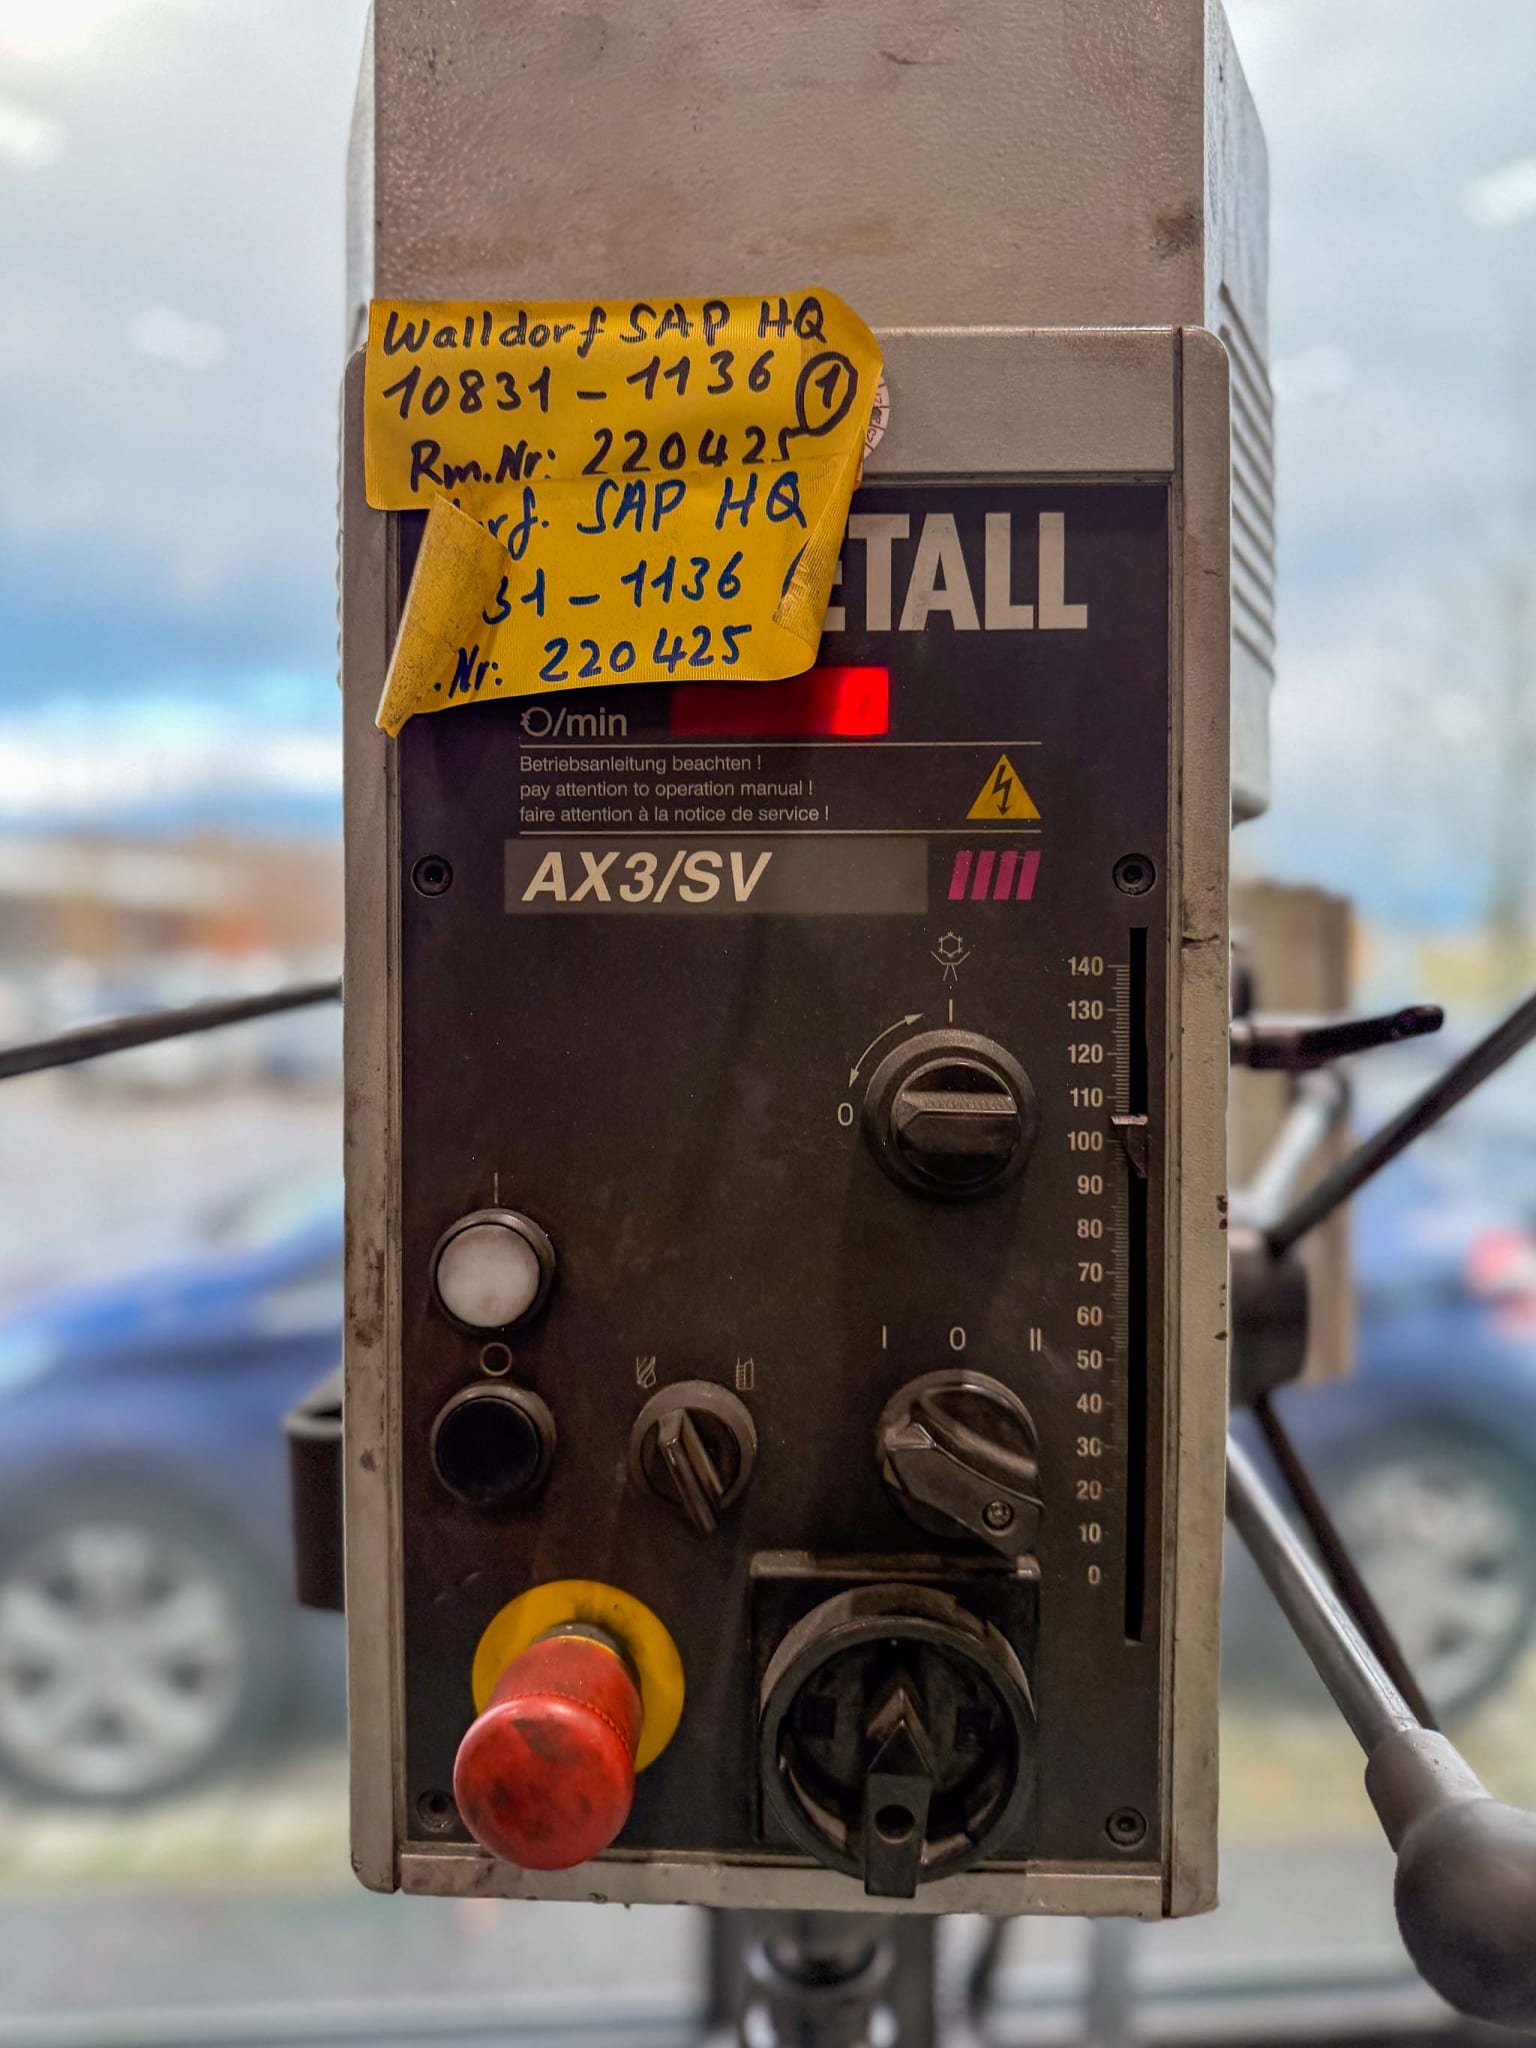 Walldorf SAP HQ
10831 - 1136 1
Rm.Nr: 220425
orf. SAP HQ
31 - 1136
.Nr: 220425
ETALL
/min
Betriebsanleitung beachten !
pay attention to operation manual !
faire attention à la notice de service !
AX3/SV
I
0
140
130
120
110
100
90
80
70
60
50
40
30
20
10
0
I
O
I O II